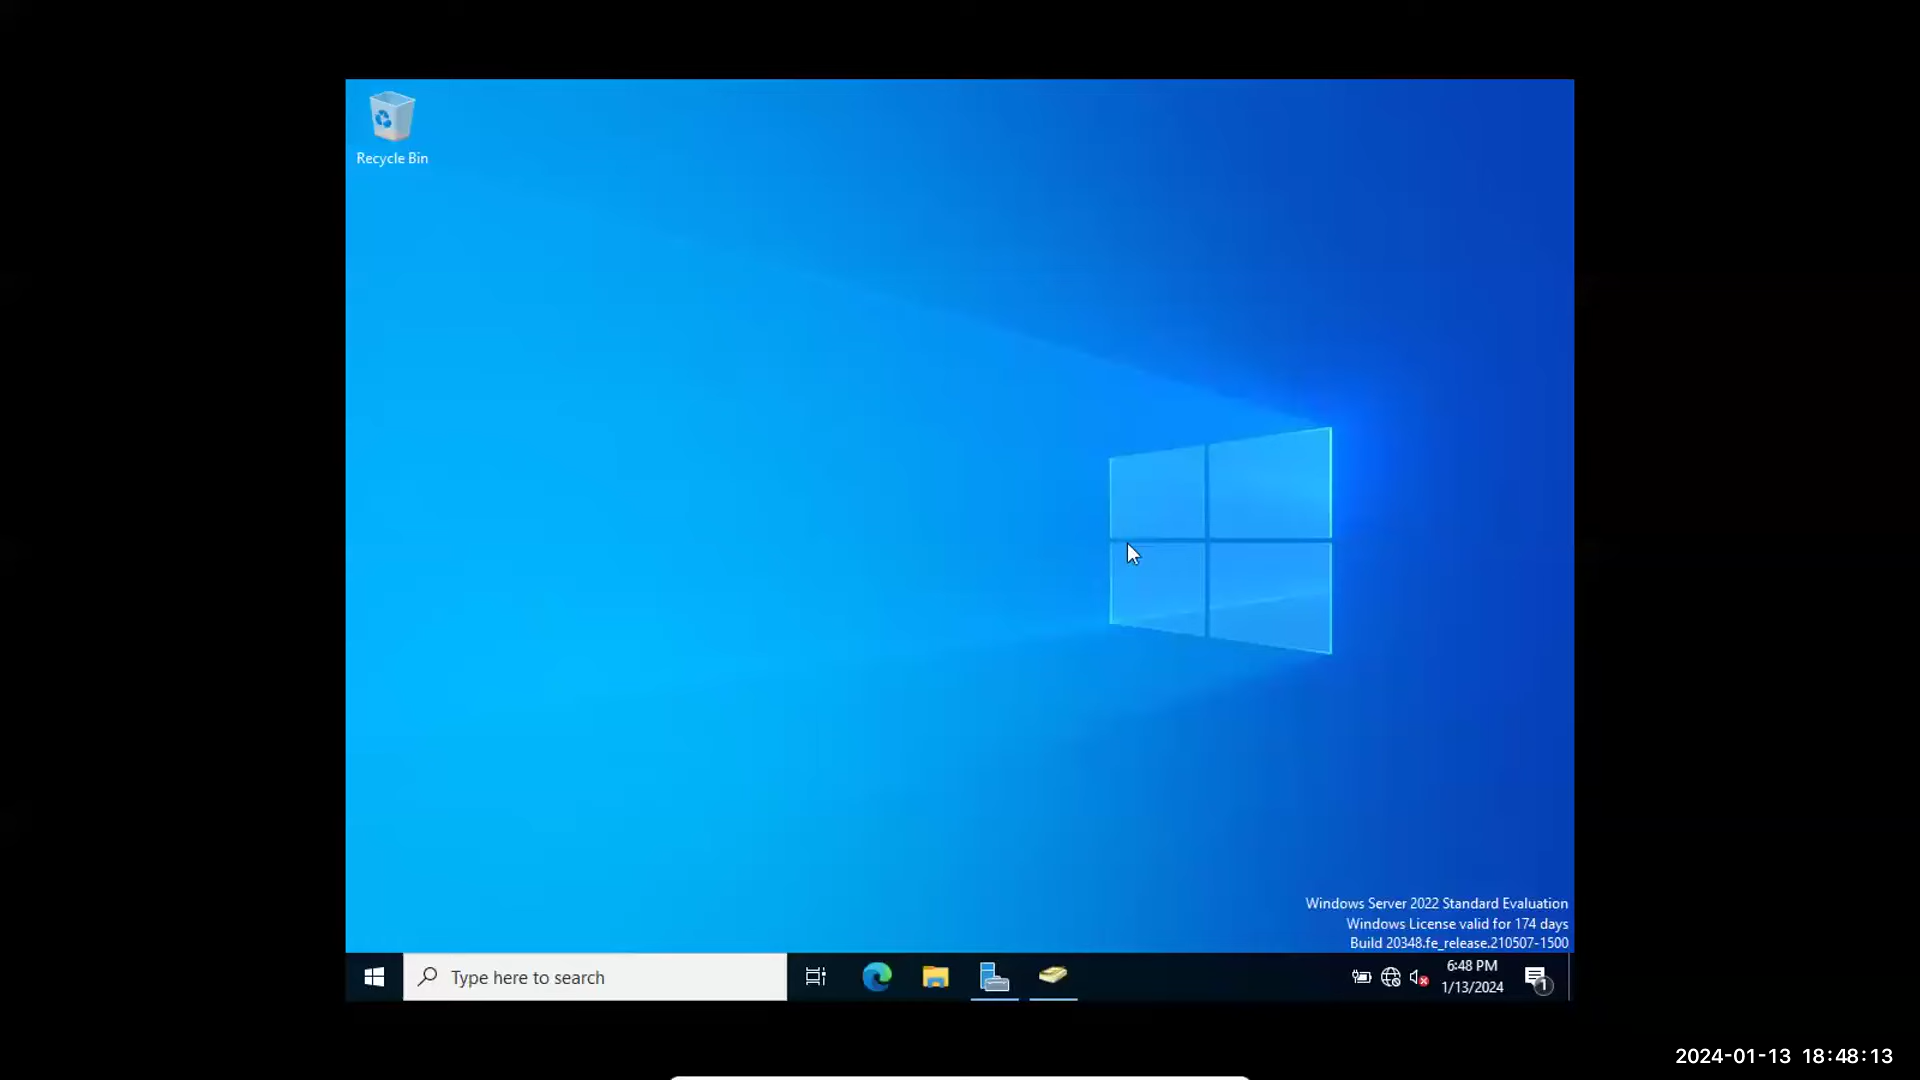 Recycle Bin
Windows Server 2022 Standard Evaluation
Windows License valid for 174 days
Build 20348.fe_release.210507-1500
Type here to search
6:48 PM
1/13/2024
1
2024-01-13 18:48:13